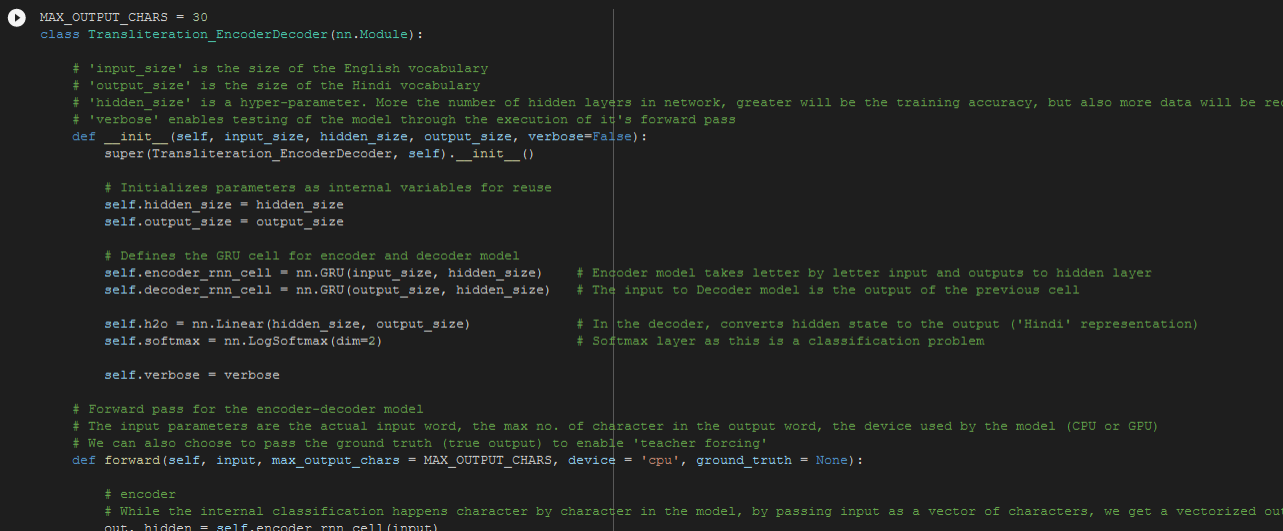 MAX_OUTPUT_CHARS = 30
class Transliteration_EncoderDecoder(nn.Module):
# 'input_size' is the size of the English vocabulary
# 'output_size' is the size of the Hindi vocabulary
# 'hidden_size' is a hyper-parameter. More the number of hidden layers in network, greater will be the training accuracy, but also more data will be
# 'verbose' enables testing of the model through the execution of it's forward pass
def __init__(self, input_size, hidden_size, output_size, verbose=False):
super(Transliteration_EncoderDecoder, self).__init__()
# Initializes parameters as internal variables for reuse
self.hidden_size = hidden_size
self.output_size = output_size
# Defines the GRU cell for encoder and decoder model
self.encoder_rnn_cell = nn.GRU(input_size, hidden_size) # Encoder model takes letter by letter input and outputs to hidden layer
self.decoder_rnn_cell = nn.GRU(output_size, hidden_size) # The input to Decoder model is the output of the previous cell
self.h2o = nn.Linear(hidden_size, output_size) # In the decoder, converts hidden state to the output ('Hindi' representation)
self.softmax = nn.LogSoftmax(dim=2) # Softmax layer as this is a classification problem
self.verbose = verbose
# Forward pass for the encoder-decoder model
# The input parameters are the actual input word, the max no. of character in the output word, the device used by the model (CPU or GPU)
# We can also choose to pass the ground truth (true output) to enable 'teacher forcing'
def forward(self, input, max_output_chars = MAX_OUTPUT_CHARS, device = 'cpu', ground_truth = None):
# encoder
# While the internal classification happens character by character in the model, by passing input as a vector of characters, we get a vectorized
out, hidden = self.encoder_rnn_cell(input)